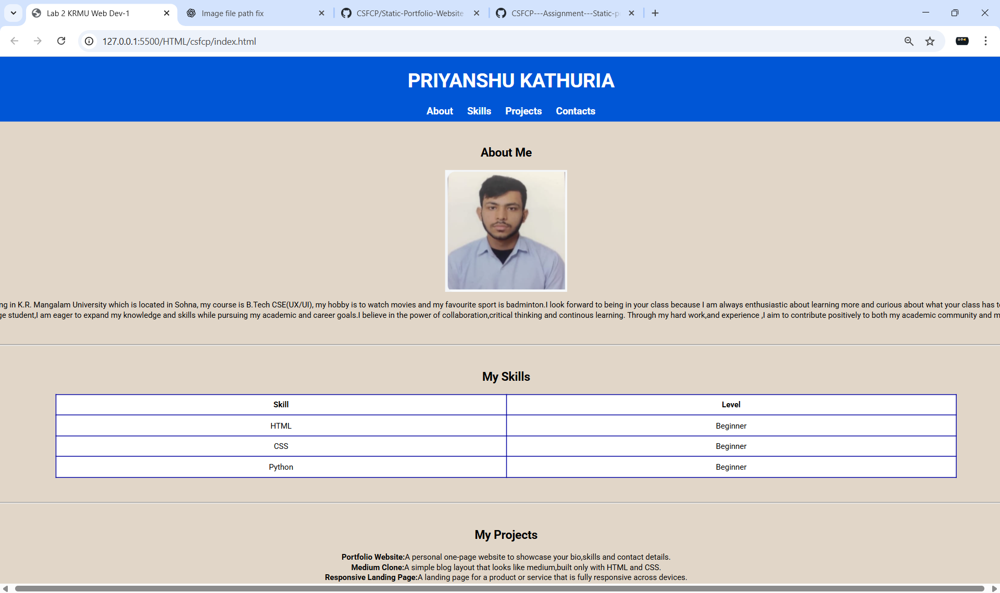 Lab 2 KRMU Web Dev-1
Image file path fix
CSFCP/Static-Portfolio-Website
CSFCP---Assignment---Static-p
127.0.0.1:5500/HTML/csfcp/index.html
PRIYANSHU KATHURIA
About Skills Projects Contacts
About Me
ng in K.R. Mangalam University which is located in Sohna, my course is B.Tech CSE(UX/UI), my hobby is to watch movies and my favourite sport is badminton.I look forward to being in your class because I am always enthusiastic about learning more and curious about what your class has t
ge student,I am eager to expand my knowledge and skills while pursuing my academic and career goals.I believe in the power of collaboration,critical thinking and continous learning. Through my hard work,and experience ,I aim to contribute positively to both my academic community and m
My Skills
Skill Level
HTML Beginner
CSS Beginner
Python Beginner
My Projects
Portfolio Website:A personal one-page website to showcase your bio,skills and contact details.
Medium Clone:A simple blog layout that looks like medium,built only with HTML and CSS.
Responsive Landing Page:A landing page for a product or service that is fully responsive across devices.